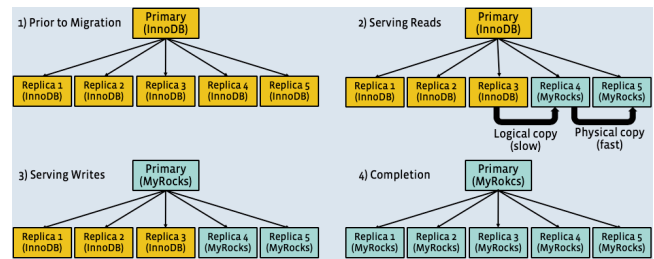 1) Prior to Migration
Primary
(InnoDB)
Replica 1
(InnoDB)
Replica 2
(InnoDB)
Replica 3
(InnoDB)
Replica 4
(InnoDB)
Replica 5
(InnoDB)
2) Serving Reads
Primary
(InnoDB)
Replica 1
(InnoDB)
Replica 2
(InnoDB)
Replica 3
(InnoDB)
Replica 4
(MyRocks)
Replica 5
(MyRocks)
Logical copy
(slow)
Physical copy
(fast)
3) Serving Writes
Primary
(MyRocks)
Replica 1
(InnoDB)
Replica 2
(InnoDB)
Replica 3
(InnoDB)
Replica 4
(MyRocks)
Replica 5
(MyRocks)
4) Completion
Primary
(MyRokcs)
Replica 1
(MyRocks)
Replica 2
(MyRocks)
Replica 3
(MyRocks)
Replica 4
(MyRocks)
Replica 5
(MyRocks)